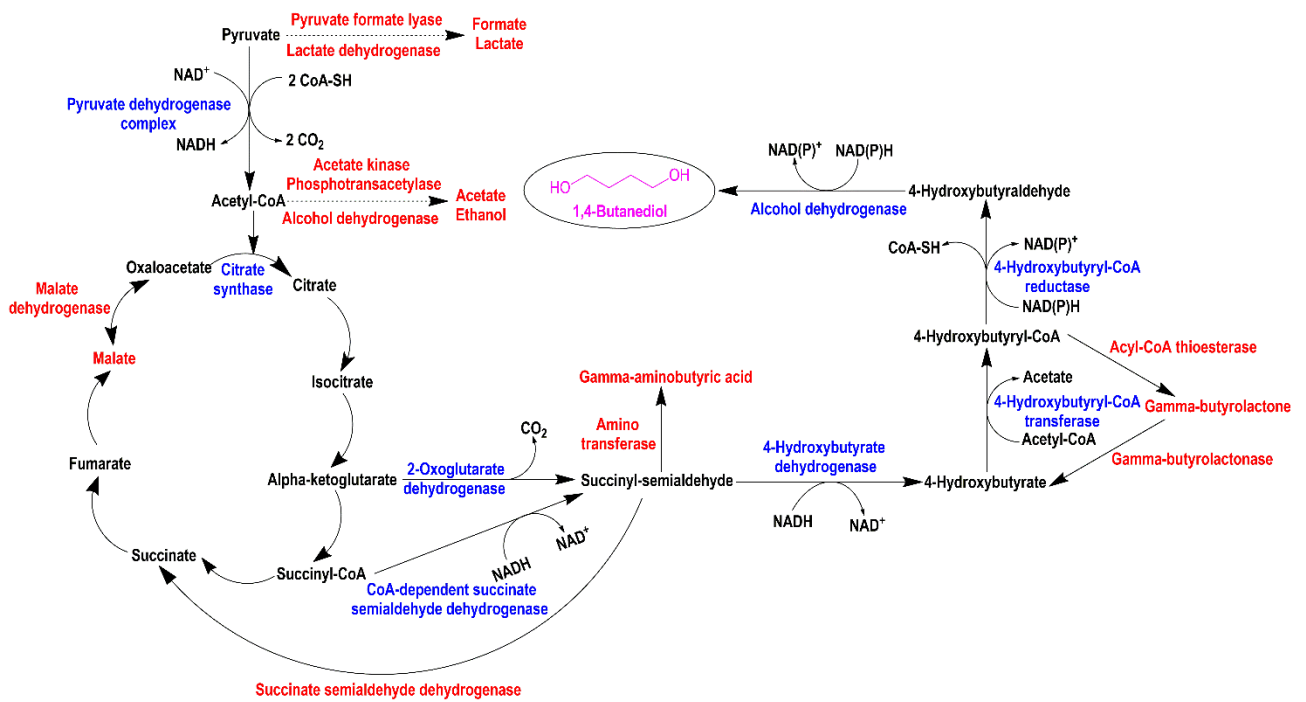 Pyruvate formate lyase
Formate
Pyruvate
Lactate dehydrogenase
Lactate
NAD+
2 CoA-SH
Pyruvate dehydrogenase
complex
NADH
2 CO2
Acetate kinase
Phosphotransacetylase
Acetyl-CoA
Acetate
Alcohol dehydrogenase
Ethanol
HO
OH
1,4-Butanediol
NAD(P)+
NAD(P)H
4-Hydroxybutyraldehyde
Alcohol dehydrogenase
CoA-SH
NAD(P)+
4-Hydroxybutyryl-CoA
reductase
NAD(P)H
Oxaloacetate
Citrate
synthase
Citrate
Malate
dehydrogenase
Malate
Isocitrate
4-Hydroxybutyryl-CoA
Acyl-CoA thioesterase
Gamma-aminobutyric acid
Acetate
4-Hydroxybutyryl-CoA
transferase
Acetyl-CoA
Gamma-butyrolactone
Amino
transferase
CO2
4-Hydroxybutyrate
dehydrogenase
Gamma-butyrolactonase
Fumarate
Alpha-ketoglutarate
2-Oxoglutarate
dehydrogenase
Succinyl-semialdehyde
4-Hydroxybutyrate
NADH
NAD+
NAD+
NADH
Succinate
Succinyl-CoA
CoA-dependent succinate
semialdehyde dehydrogenase
Succinate semialdehyde dehydrogenase